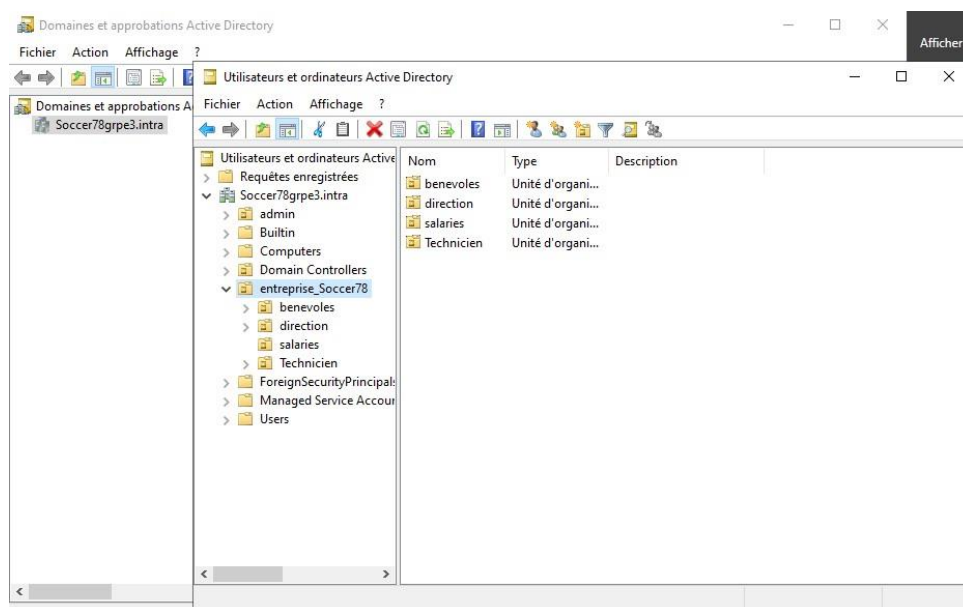 Domaines et approbations Active Directory
Fichier Action Affichage ?
Afficher
Domaines et approbations A
Soccer78grpe3.intra
Utilisateurs et ordinateurs Active Directory
Fichier Action Affichage ?
Utilisateurs et ordinateurs Active
Requêtes enregistrées
Soccer78grpe3.intra
admin
Builtin
Computers
Domain Controllers
entreprise_Soccer78
benevoles
direction
salaries
Technicien
ForeignSecurityPrincipals
Managed Service Accour
Users
Nom Type Description
benevoles Unité d'organi...
direction Unité d'organi...
salaries Unité d'organi...
Technicien Unité d'organi...